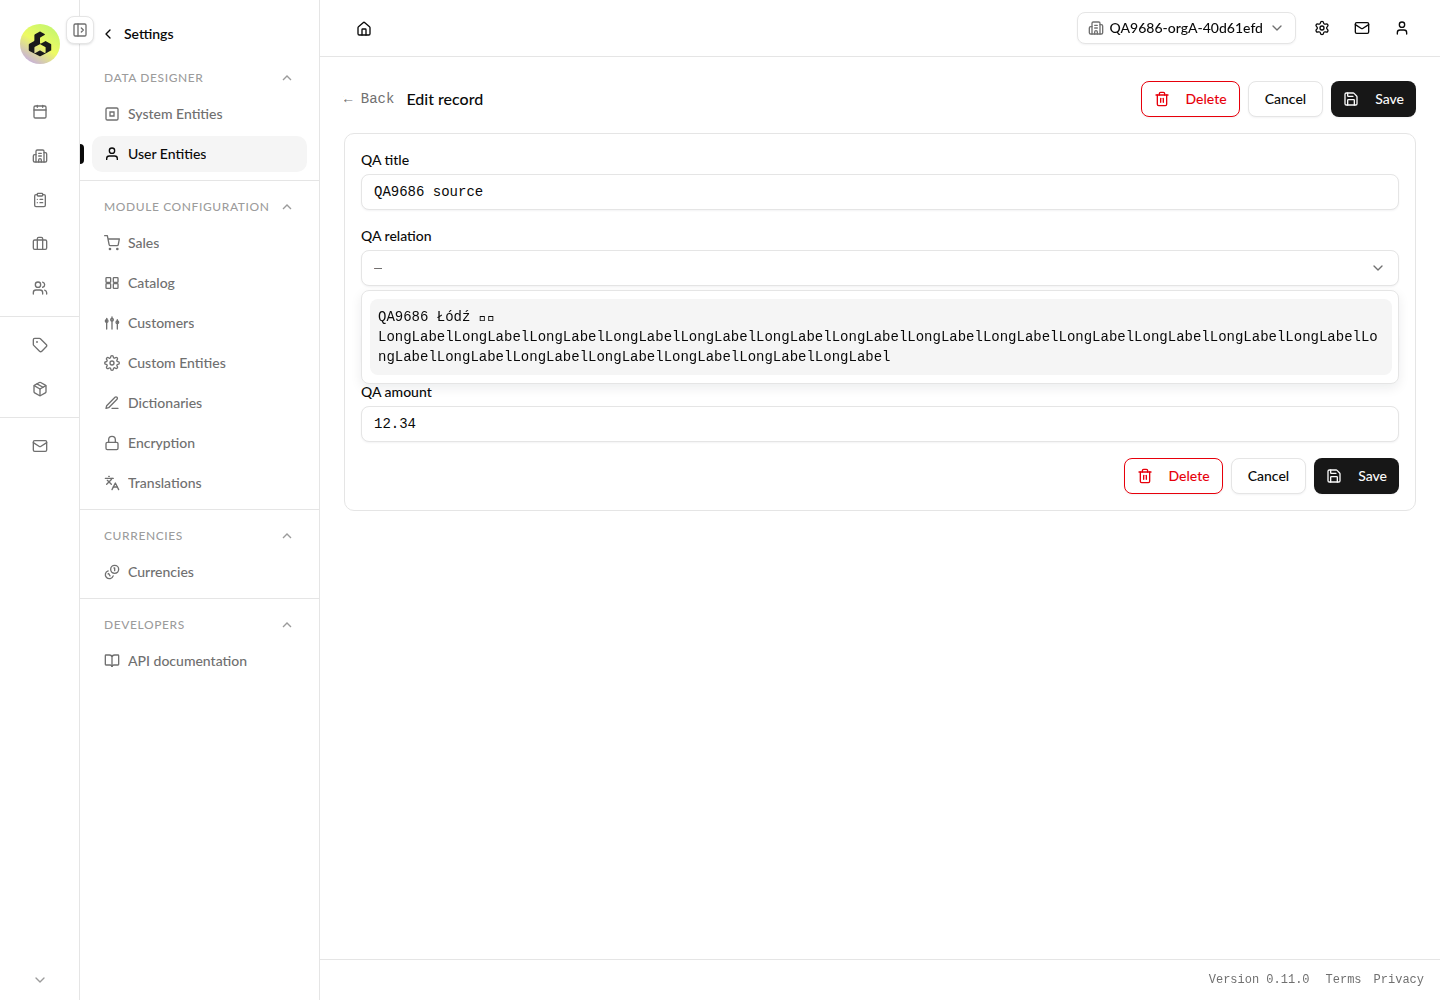 Settings
QA9686-orgA-40d61efd
DATA DESIGNER
System Entities
User Entities
MODULE CONFIGURATION
Sales
Catalog
Customers
Custom Entities
Dictionaries
Encryption
Translations
CURRENCIES
Currencies
DEVELOPERS
API documentation
← Back Edit record
Delete Cancel Save
QA title
QA9686 source
QA relation
—
QA9686 Łódź
LongLabelLongLabelLongLabelLongLabelLongLabelLongLabelLongLabelLongLabelLongLabelLongLabelLongLabelLongLabelLongLabelLo
ngLabelLongLabelLongLabelLongLabelLongLabelLongLabelLongLabel
QA amount
12.34
Delete Cancel Save
Version 0.11.0 Terms Privacy